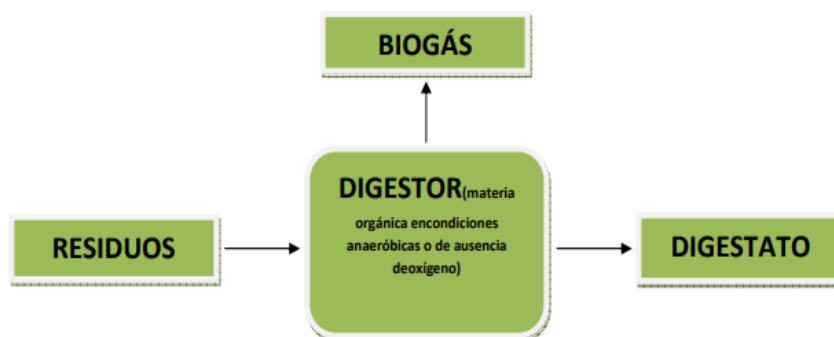 BIOGÁS
RESIDUOS
DIGESTOR(materia
orgánica encondiciones
anaeróbicas o de ausencia
deoxígeno)
DIGESTATO